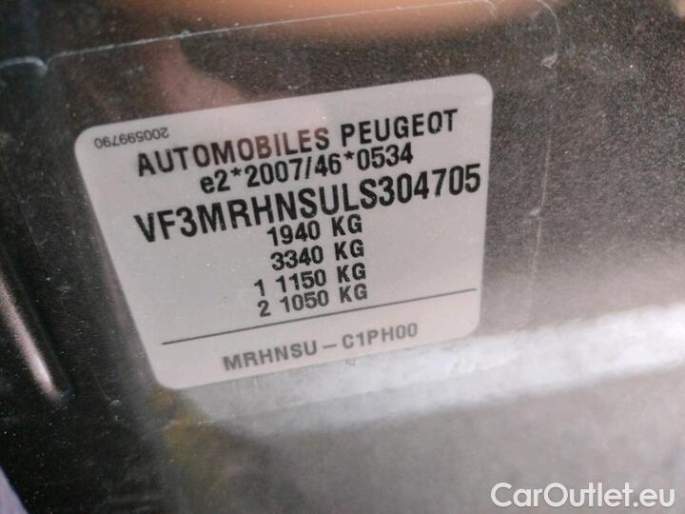 200599790
AUTOMOBILES PEUGEOT
e2*2007/46*0534
VF3MRHNSULS304705
1940 KG
3340 KG
1 1150 KG
2 1050 KG
MRHNSU – C1PH00
CarOutlet.eu